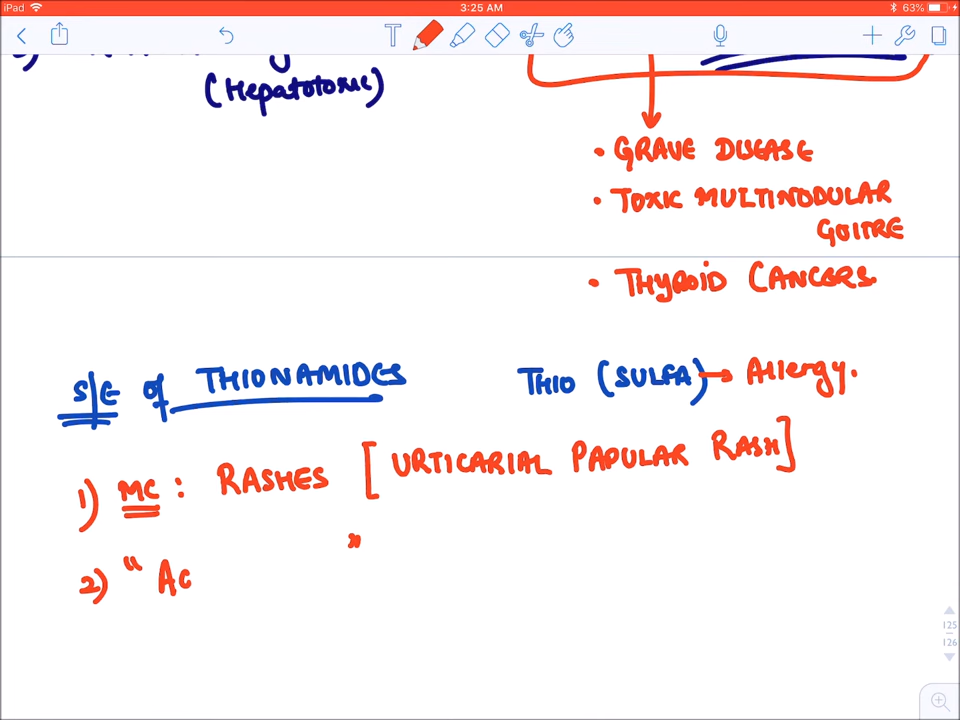 iPad 3:25 AM 63%
T
(Hepatotoxic)
• GRAVE DISEASE
• TOXIC MULTINODULAR
GOITRE
• THYROID CANCERS.
S/E of THIONAMIDES THIO (SULFA) → Allergy.
1) MC : RASHES [URTICARIAL PAPULAR RASH]
2) " Ac "
125
126